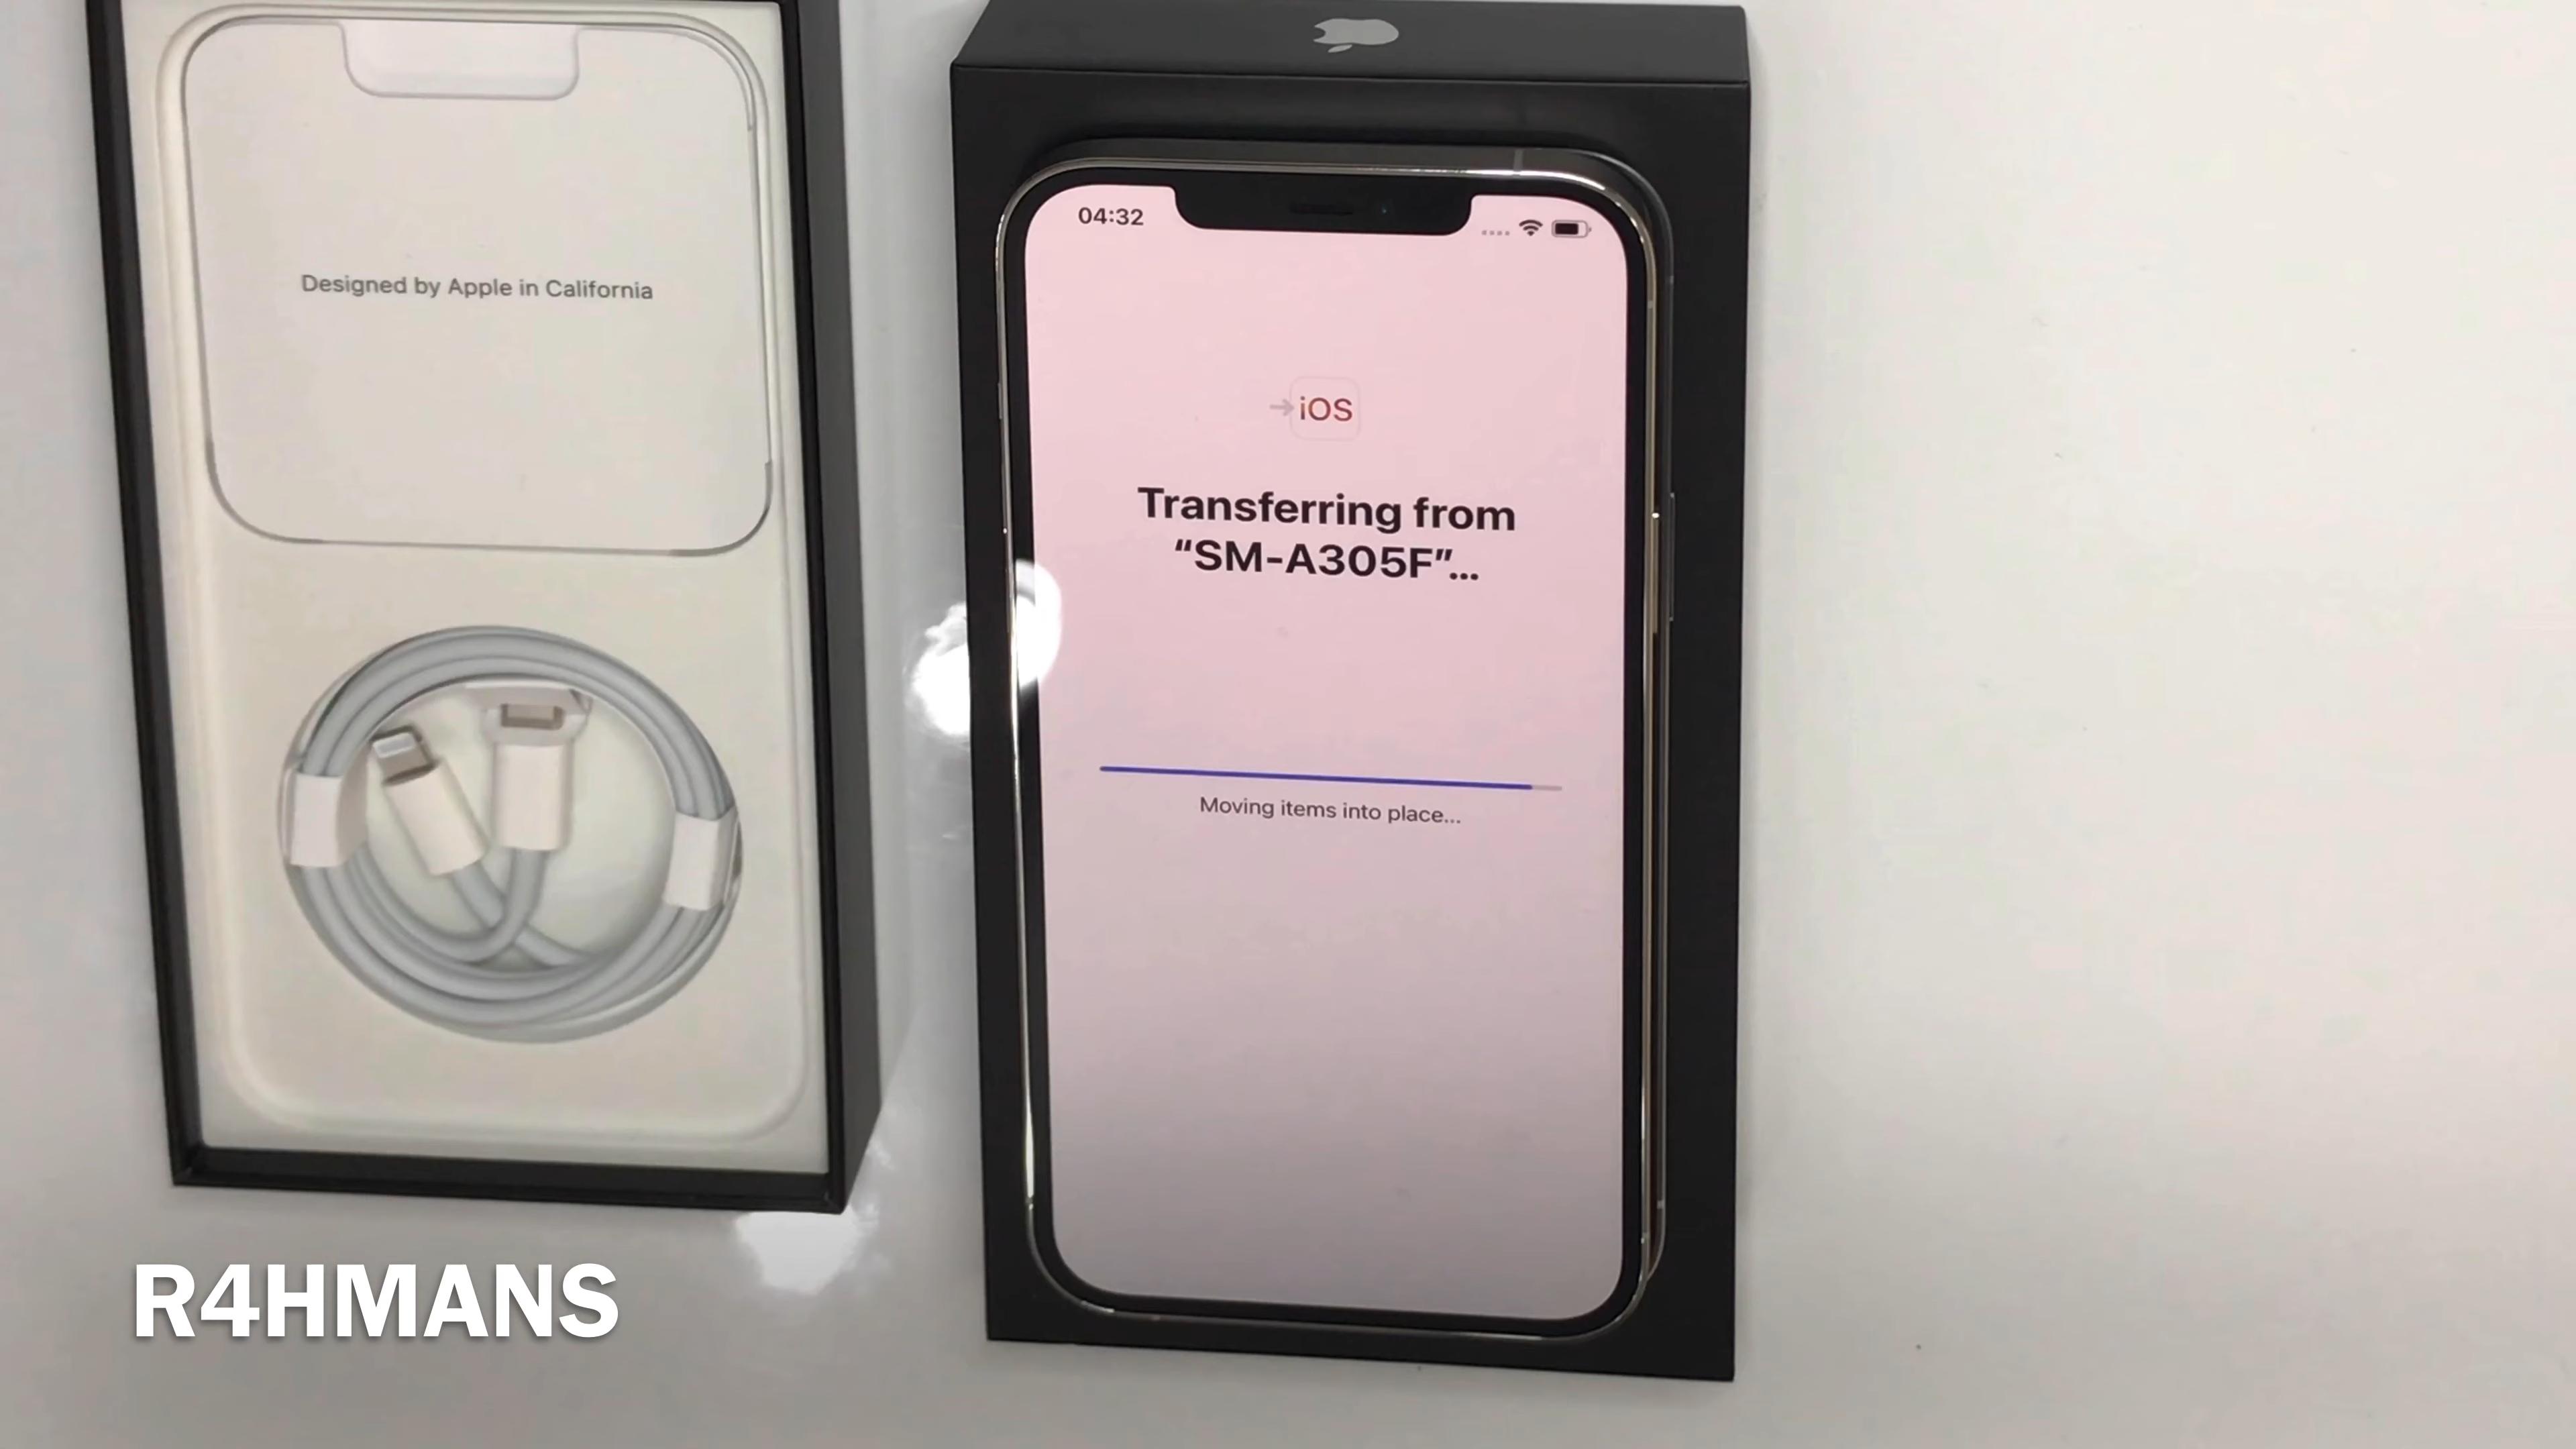 Designed by Apple in California
04:32
iOS
Transferring from
“SM-A305F”...
Moving items into place...
R4HMANS